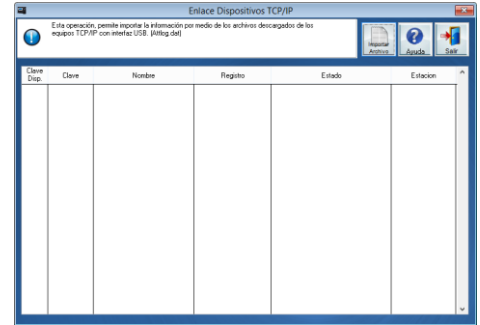 Enlace Dispositivos TCP/IP
Esta operación, permite importar la información por medio de los archivos descargados de los
equipos TCP/IP con interfaz USB. (Attlog.dat)
Importar
Archivo
Ayuda
Salir
Clave
Disp.
Clave
Nombre
Registro
Estado
Estacion